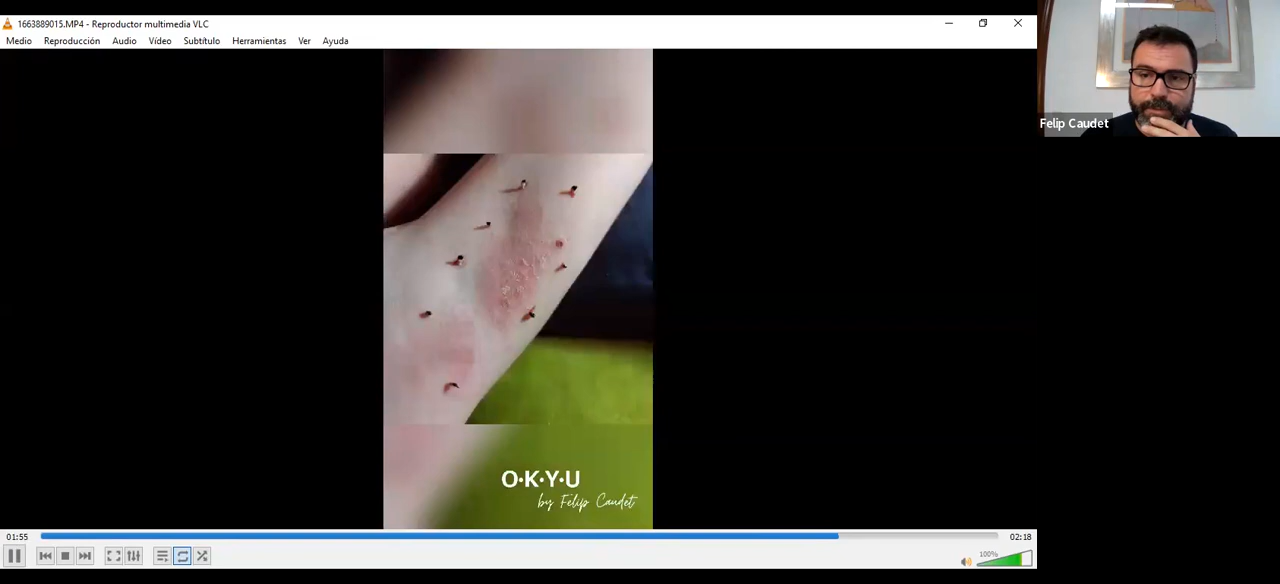 1663889015.MP4 - Reproductor multimedia VLC
Medio Reproducción Audio Vídeo Subtítulo Herramientas Ver Ayuda
Felip Caudet
O·K·Y·U
by Felip Caudet
01:55
02:18
100%